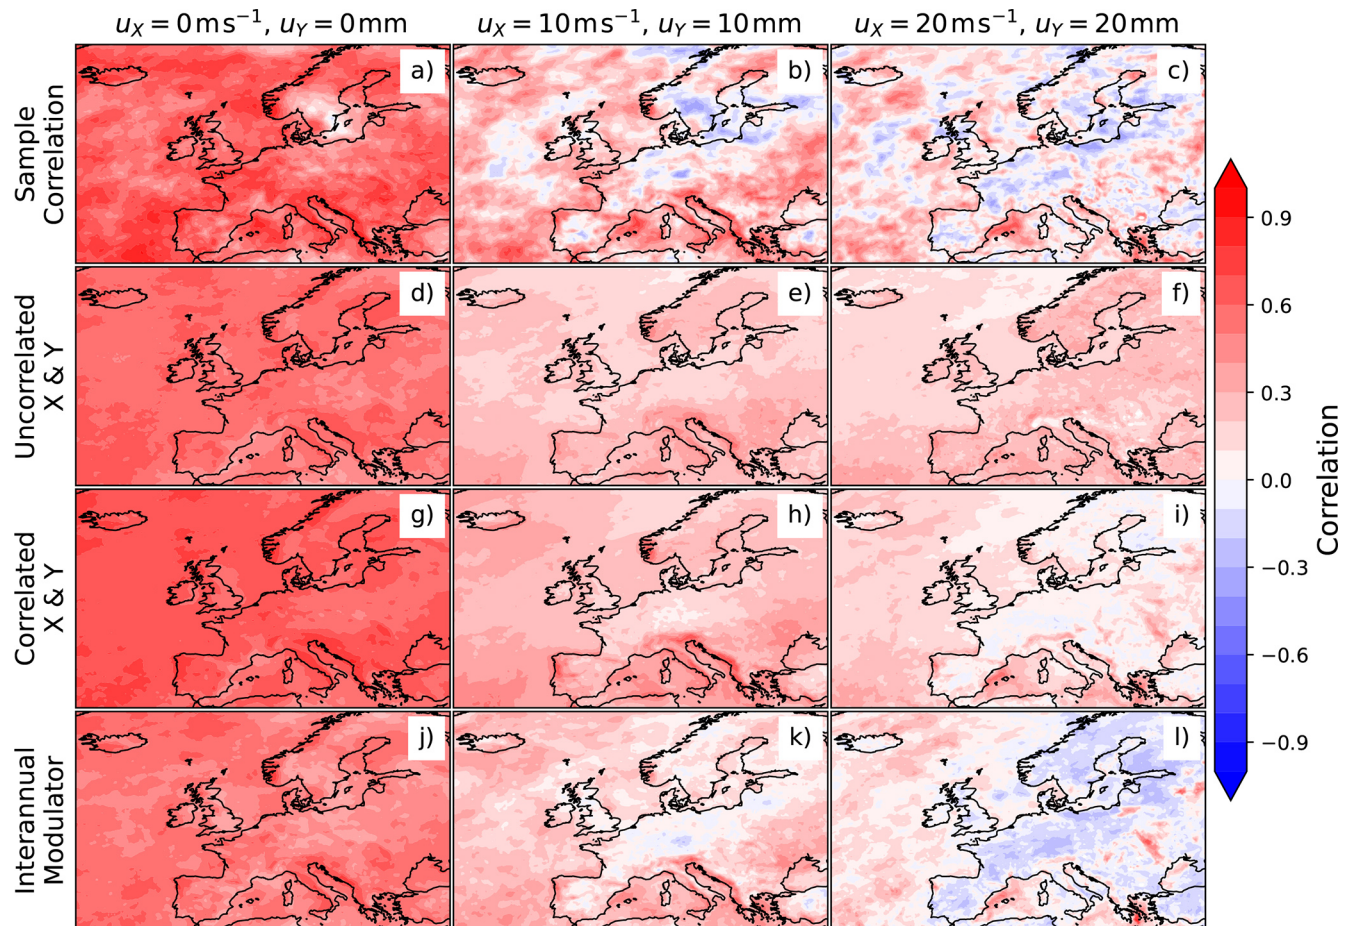 u_X = 0 m s⁻¹, u_Y = 0 mm
u_X = 10 m s⁻¹, u_Y = 10 mm
u_X = 20 m s⁻¹, u_Y = 20 mm
Sample
Correlation
a)
b)
c)
Uncorrelated
X & Y
d)
e)
f)
Correlated
X & Y
g)
h)
i)
Interannual
Modulator
j)
k)
l)
0.9
0.6
0.3
0.0
−0.3
−0.6
−0.9
Correlation